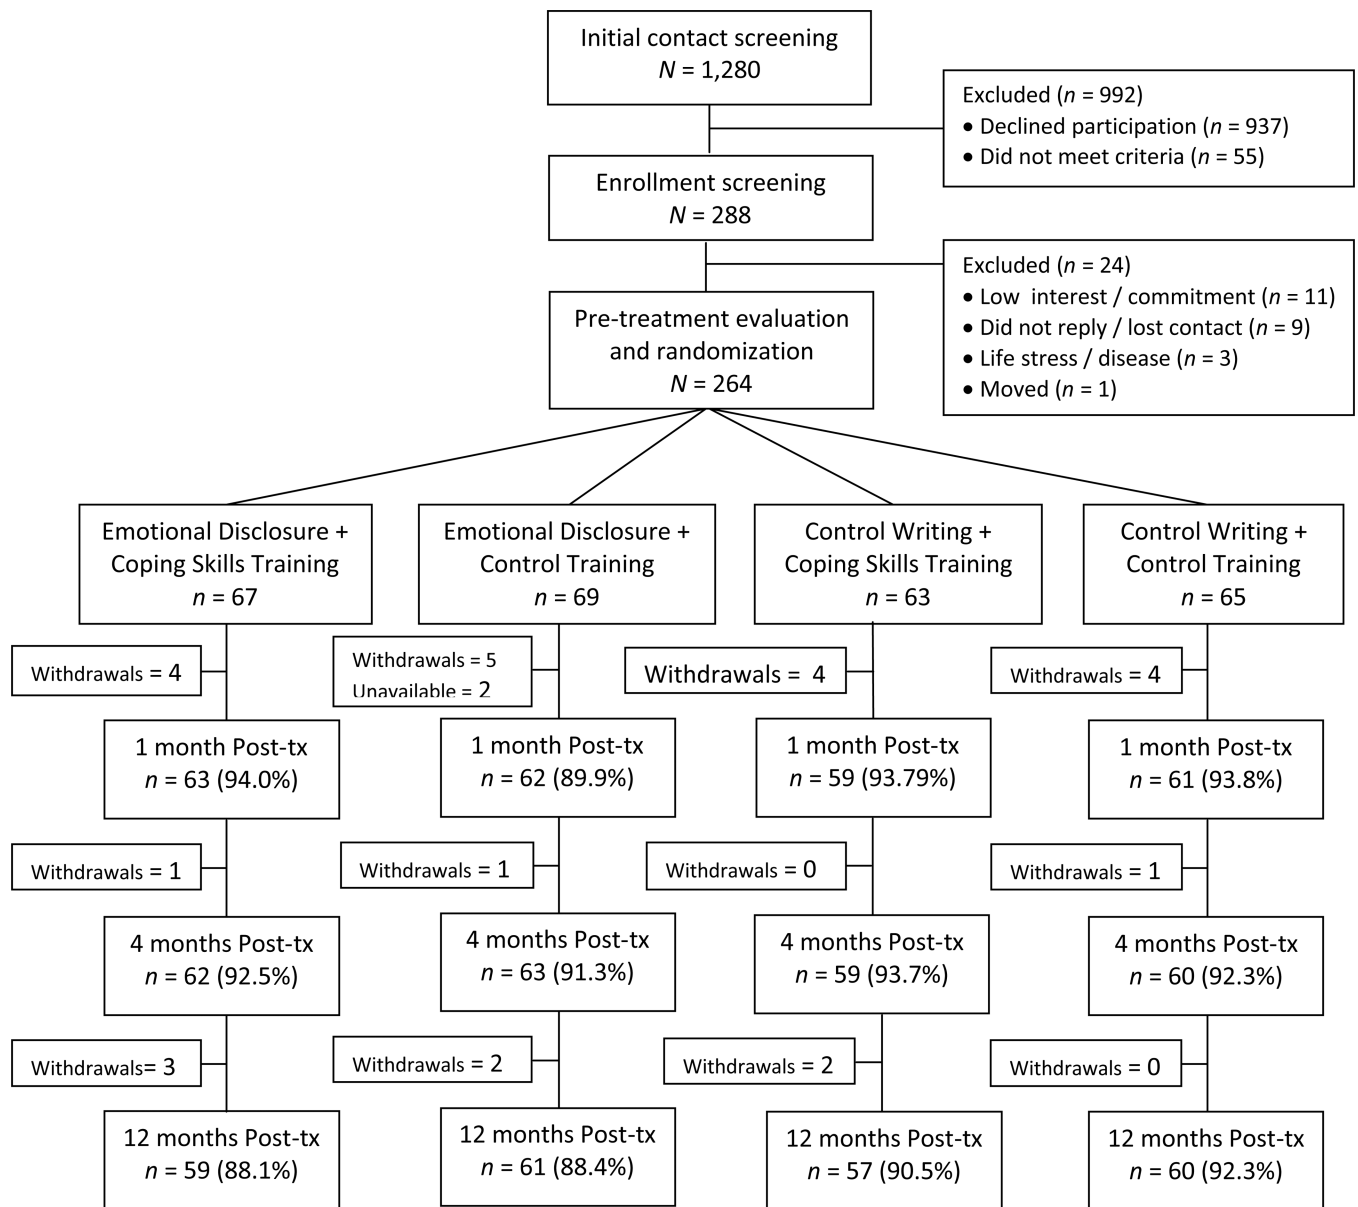 Initial contact screening
N = 1,280
Excluded (n = 992)
• Declined participation (n = 937)
• Did not meet criteria (n = 55)
Enrollment screening
N = 288
Excluded (n = 24)
• Low interest / commitment (n = 11)
• Did not reply / lost contact (n = 9)
• Life stress / disease (n = 3)
• Moved (n = 1)
Pre-treatment evaluation
and randomization
N = 264
Emotional Disclosure +
Coping Skills Training
n = 67
Emotional Disclosure +
Control Training
n = 69
Control Writing +
Coping Skills Training
n = 63
Control Writing +
Control Training
n = 65
Withdrawals = 4
Withdrawals = 5
Unavailable = 2
Withdrawals = 4
Withdrawals = 4
1 month Post-tx
n = 63 (94.0%)
1 month Post-tx
n = 62 (89.9%)
1 month Post-tx
n = 59 (93.79%)
1 month Post-tx
n = 61 (93.8%)
Withdrawals = 1
Withdrawals = 1
Withdrawals = 0
Withdrawals = 1
4 months Post-tx
n = 62 (92.5%)
4 months Post-tx
n = 63 (91.3%)
4 months Post-tx
n = 59 (93.7%)
4 months Post-tx
n = 60 (92.3%)
Withdrawals= 3
Withdrawals = 2
Withdrawals = 2
Withdrawals = 0
12 months Post-tx
n = 59 (88.1%)
12 months Post-tx
n = 61 (88.4%)
12 months Post-tx
n = 57 (90.5%)
12 months Post-tx
n = 60 (92.3%)